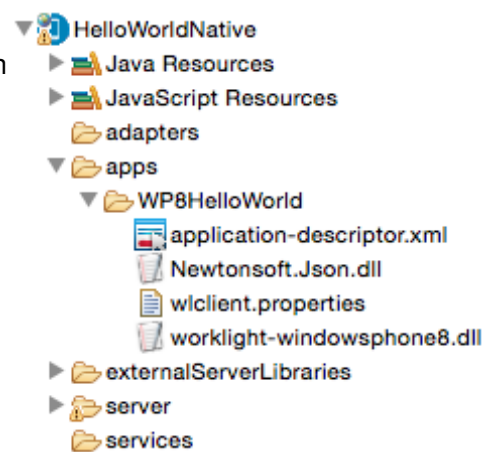 HelloWorldNative
n
Java Resources
JavaScript Resources
adapters
apps
WP8HelloWorld
application-descriptor.xml
Newtonsoft.Json.dll
wlclient.properties
worklight-windowsphone8.dll
externalServerLibraries
server
services